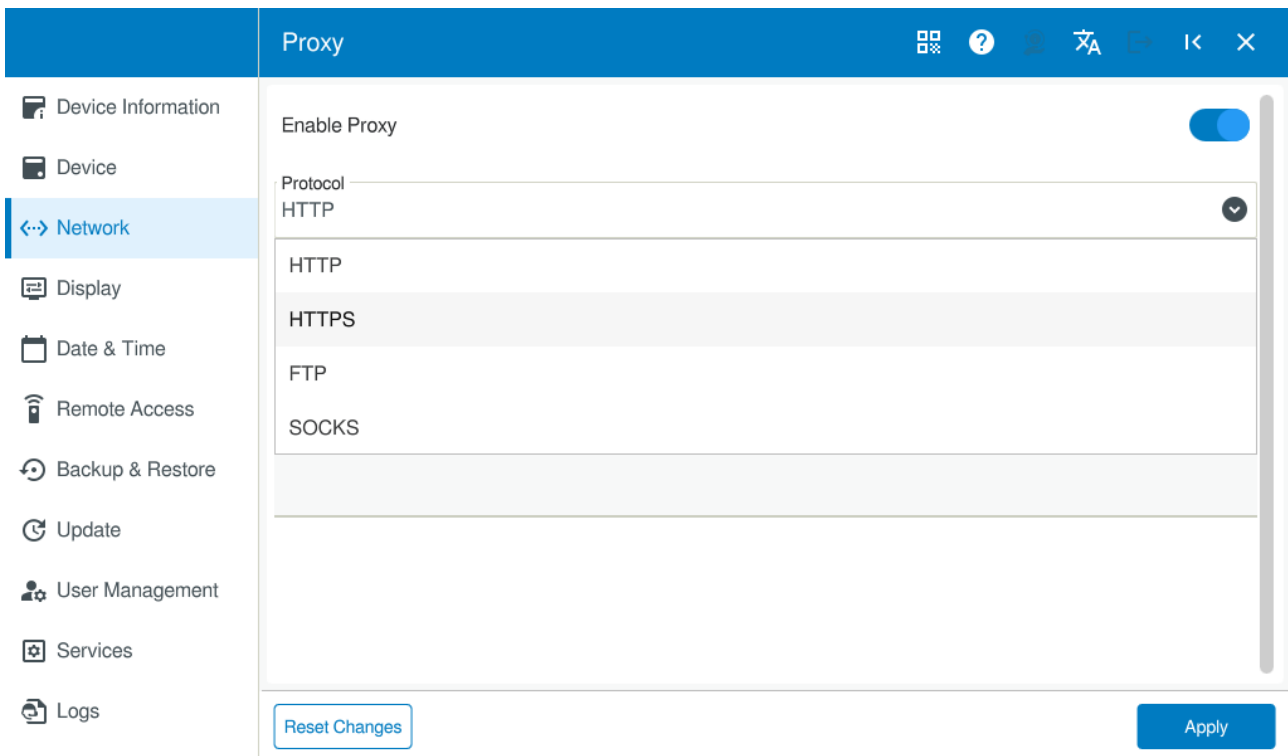 Proxy
Device Information
Device
Network
Display
Date & Time
Remote Access
Backup & Restore
Update
User Management
Services
Logs
Enable Proxy
Protocol
HTTP
HTTP
HTTPS
FTP
SOCKS
Reset Changes
Apply